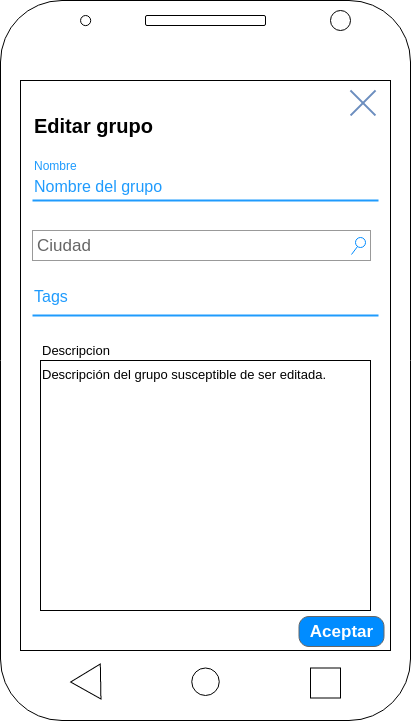 Editar grupo
Nombre
Nombre del grupo
Ciudad
Tags
Descripcion
Descripción del grupo susceptible de ser editada.
Aceptar